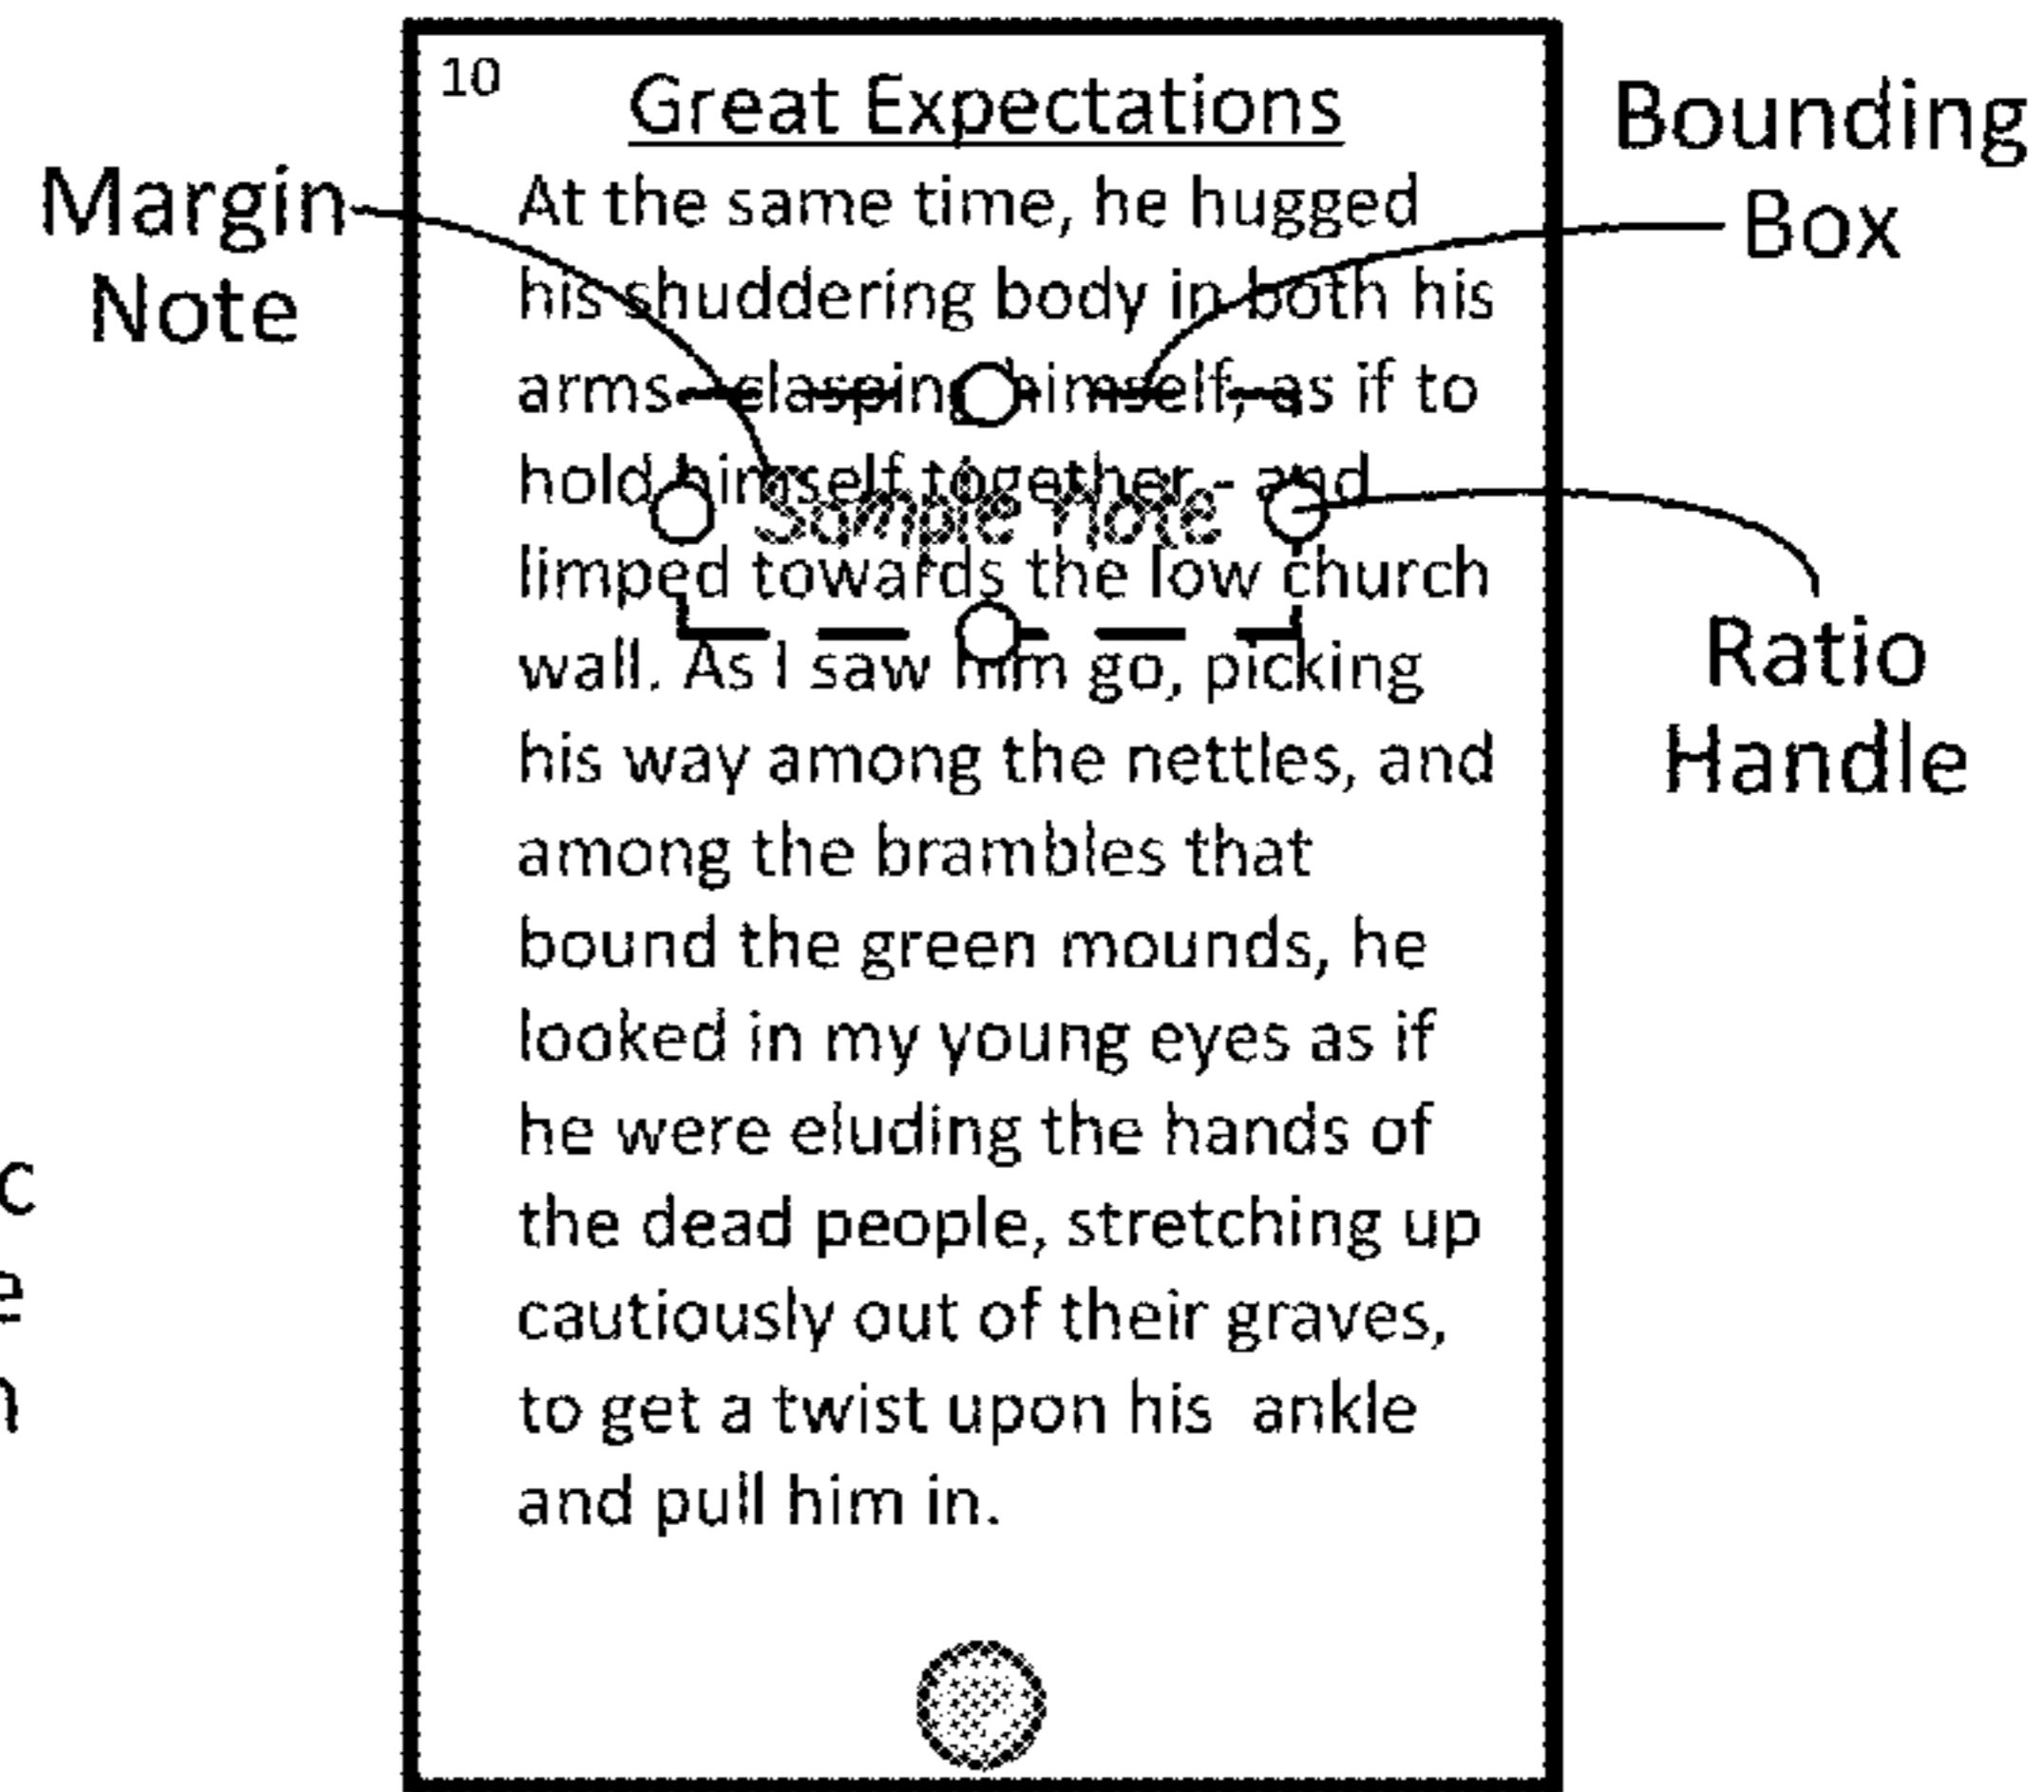 10
Great Expectations
Margin
Note
Bounding
Box
Ratio
Handle
At the same time, he hugged
his shuddering body in both his
arms - clasping himself, as if to
hold himself together - and
Sample Note
limped towards the low church
wall. As I saw him go, picking
his way among the nettles, and
among the brambles that
bound the green mounds, he
looked in my young eyes as if
he were eluding the hands of
the dead people, stretching up
cautiously out of their graves,
to get a twist upon his ankle
and pull him in.
c
e